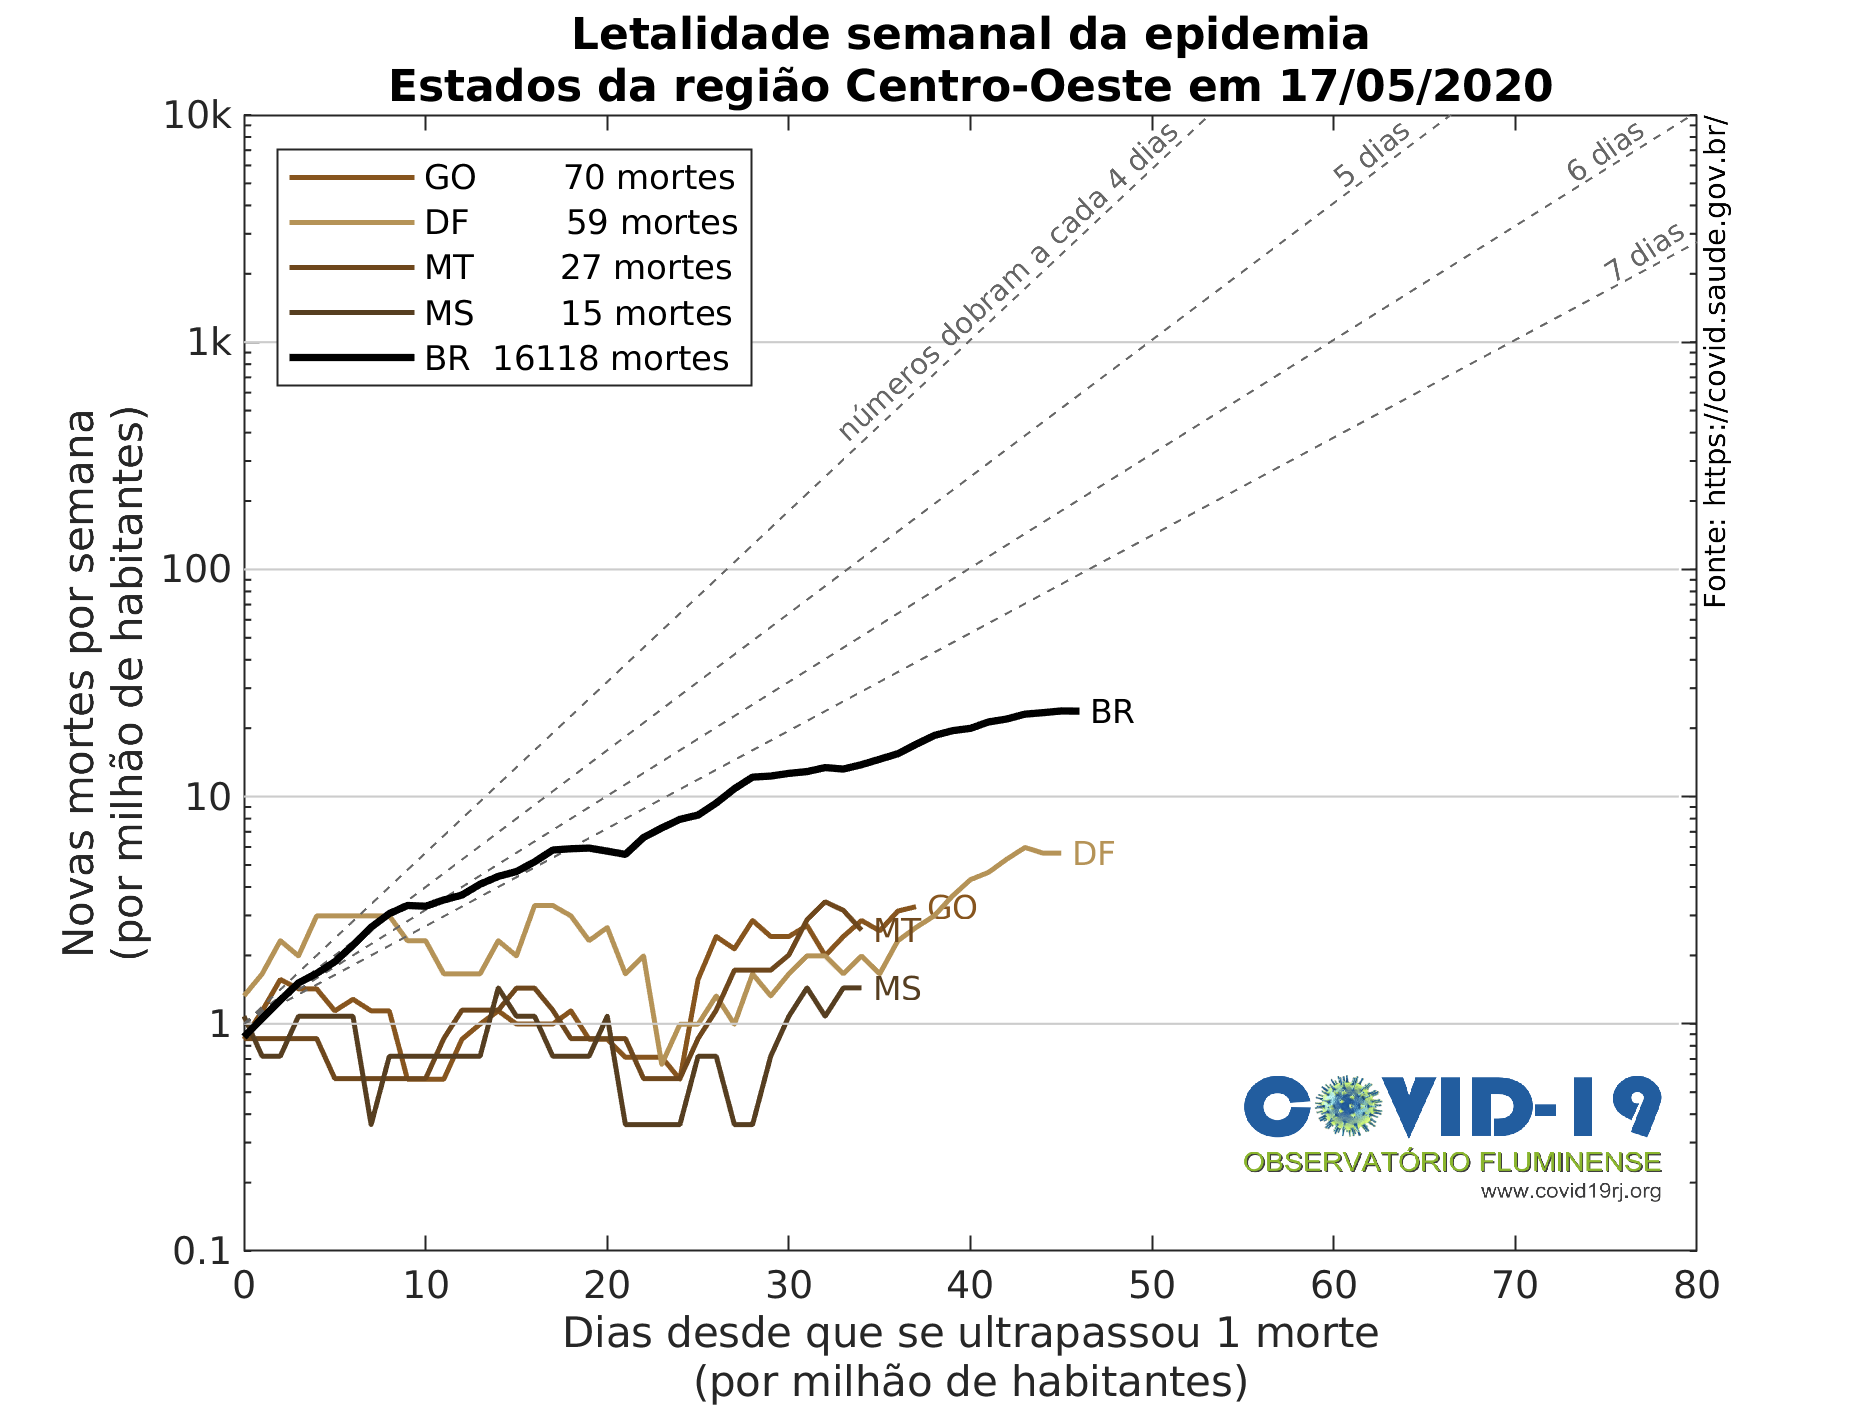 Letalidade semanal da epidemia
Estados da região Centro-Oeste em 17/05/2020
10k
1k
100
10
1
0.1
Novas mortes por semana
(por milhão de habitantes)
GO 70 mortes
DF 59 mortes
MT 27 mortes
MS 15 mortes
BR 16118 mortes
números dobram a cada 4 dias
5 dias
6 dias
7 dias
Fonte: https://covid.saude.gov.br/
BR
DF
GO
MT
MS
COVID-19
OBSERVATÓRIO FLUMINENSE
www.covid19rj.org
0 10 20 30 40 50 60 70 80
Dias desde que se ultrapassou 1 morte
(por milhão de habitantes)